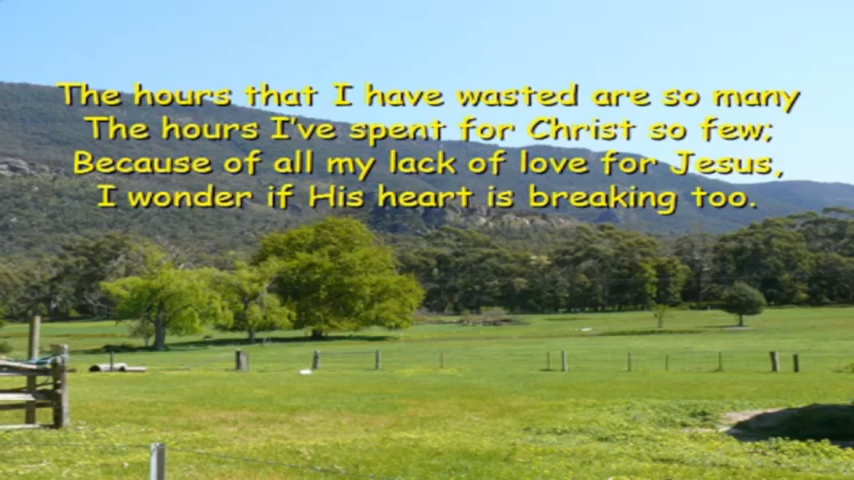 The hours that I have wasted are so many
The hours I've spent for Christ so few;
Because of all my lack of love for Jesus,
I wonder if His heart is breaking too.